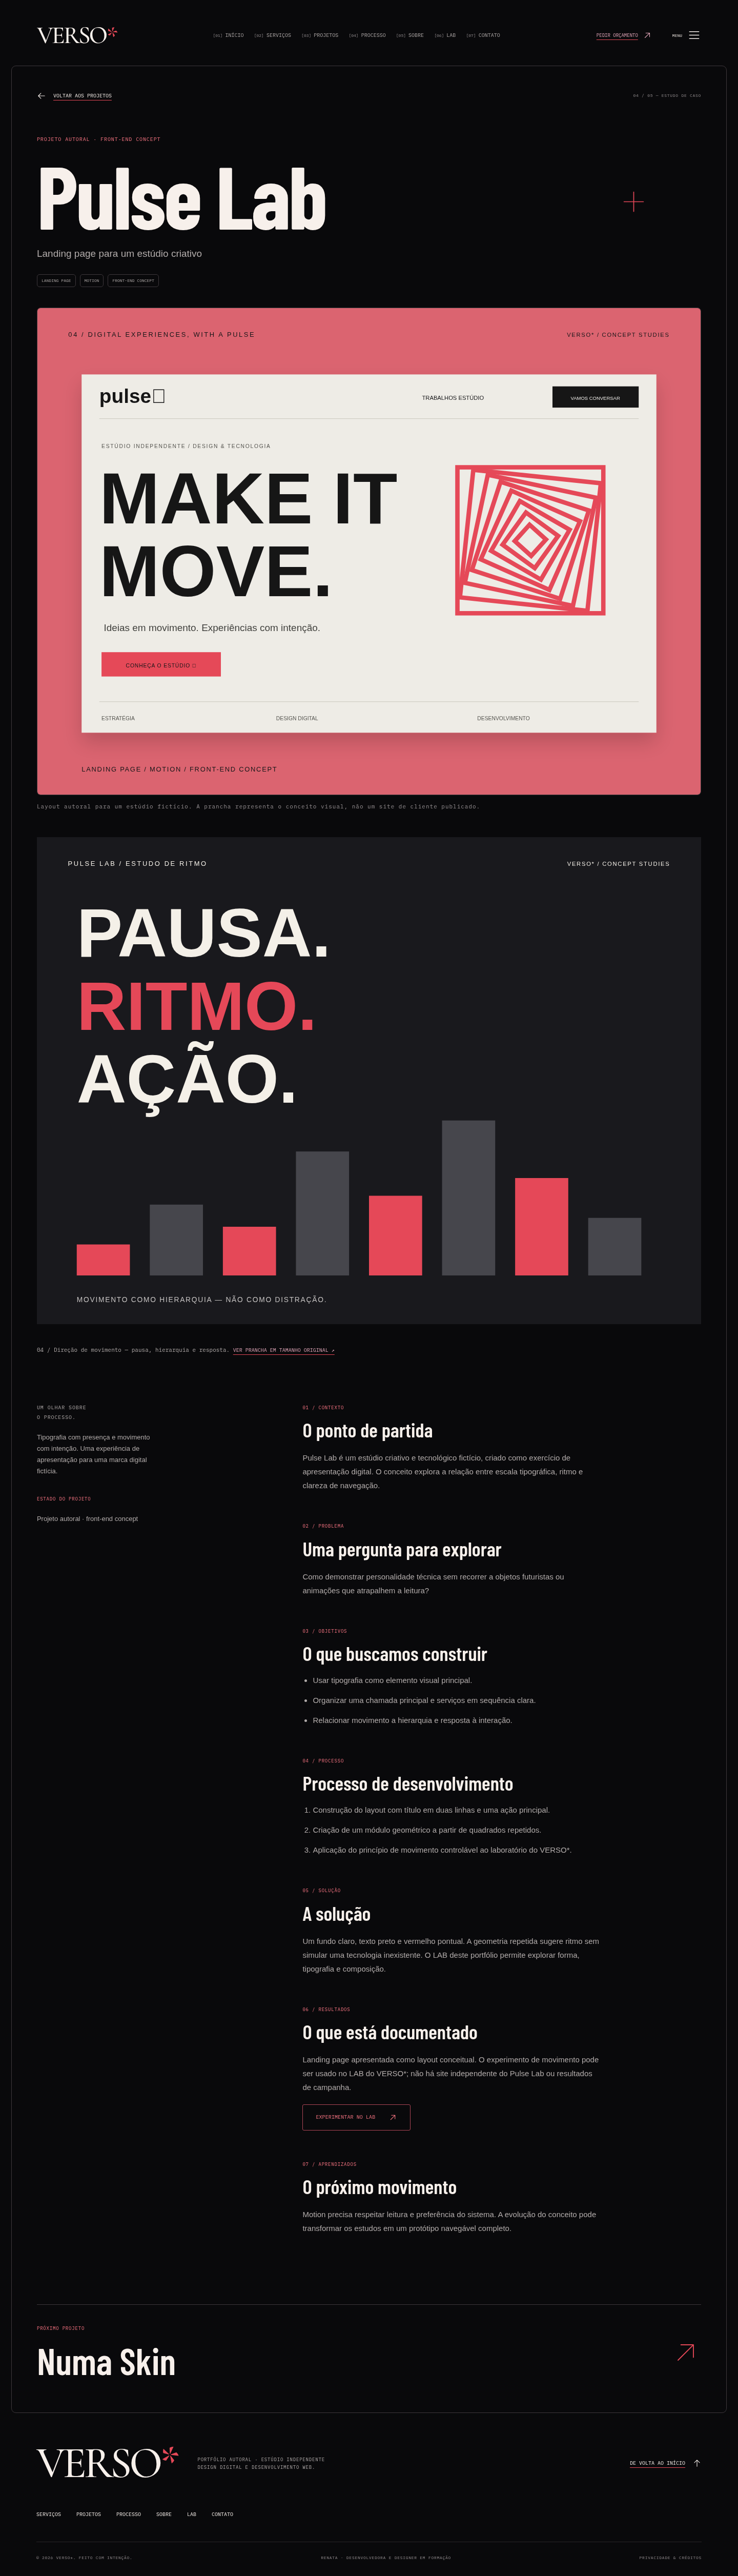 VERSO*
[01] INÍCIO [02] SERVIÇOS [03] PROJETOS [04] PROCESSO [05] SOBRE [06] LAB [07] CONTATO
PEDIR ORÇAMENTO
MENU
VOLTAR AOS PROJETOS
PROJETO AUTORAL · FRONT-END CONCEPT
Pulse Lab
Landing page para um estúdio criativo
LANDING PAGE
MOTION
FRONT-END CONCEPT
04 / DIGITAL EXPERIENCES, WITH A PULSE
VERSO* / CONCEPT STUDIES
pulse
TRABALHOS ESTÚDIO
VAMOS CONVERSAR
ESTÚDIO INDEPENDENTE / DESIGN & TECNOLOGIA
MAKE IT
MOVE.
Ideias em movimento. Experiências com intenção.
CONHEÇA O ESTÚDIO
ESTRATÉGIA
DESIGN DIGITAL
DESENVOLVIMENTO
LANDING PAGE / MOTION / FRONT-END CONCEPT
Layout autoral para um estúdio fictício. A prancha representa o conceito visual, não um site de cliente publicado.
PULSE LAB / ESTUDO DE RITMO
VERSO* / CONCEPT STUDIES
PAUSA.
RITMO.
AÇÃO.
MOVIMENTO COMO HIERARQUIA — NÃO COMO DISTRAÇÃO.
04 / Direção de movimento — pausa, hierarquia e resposta. VER PRANCHA EM TAMANHO ORIGINAL ↗
UM OLHAR SOBRE
O PROCESSO.
Tipografia com presença e movimento
com intenção. Uma experiência de
apresentação para uma marca digital
fictícia.
ESTADO DO PROJETO
Projeto autoral · front-end concept
01 / CONTEXTO
O ponto de partida
Pulse Lab é um estúdio criativo e tecnológico fictício, criado como exercício de
apresentação digital. O conceito explora a relação entre escala tipográfica, ritmo e
clareza de navegação.
02 / PROBLEMA
Uma pergunta para explorar
Como demonstrar personalidade técnica sem recorrer a objetos futuristas ou
animações que atrapalhem a leitura?
03 / OBJETIVOS
O que buscamos construir
• Usar tipografia como elemento visual principal.
• Organizar uma chamada principal e serviços em sequência clara.
• Relacionar movimento a hierarquia e resposta à interação.
04 / PROCESSO
Processo de desenvolvimento
1. Construção do layout com título em duas linhas e uma ação principal.
2. Criação de um módulo geométrico a partir de quadrados repetidos.
3. Aplicação do princípio de movimento controlável ao laboratório do VERSO*.
05 / SOLUÇÃO
A solução
Um fundo claro, texto preto e vermelho pontual. A geometria repetida sugere ritmo sem
simular uma tecnologia inexistente. O LAB deste portfólio permite explorar forma,
tipografia e composição.
06 / RESULTADOS
O que está documentado
Landing page apresentada como layout conceitual. O experimento de movimento pode
ser usado no LAB do VERSO*; não há site independente do Pulse Lab ou resultados
de campanha.
EXPERIMENTAR NO LAB
07 / APRENDIZADOS
O próximo movimento
Motion precisa respeitar leitura e preferência do sistema. A evolução do conceito pode
transformar os estudos em um protótipo navegável completo.
PRÓXIMO PROJETO
Numa Skin
VERSO*
PORTFÓLIO AUTORAL · ESTÚDIO INDEPENDENTE
DESIGN DIGITAL E DESENVOLVIMENTO WEB.
DE VOLTA AO INÍCIO
SERVIÇOS PROJETOS PROCESSO SOBRE LAB CONTATO
VERSO*. FEITO COM INTENÇÃO.
RENATA · DESENVOLVEDORA E DESIGNER EM FORMAÇÃO
PRIVACIDADE & CRÉDITOS